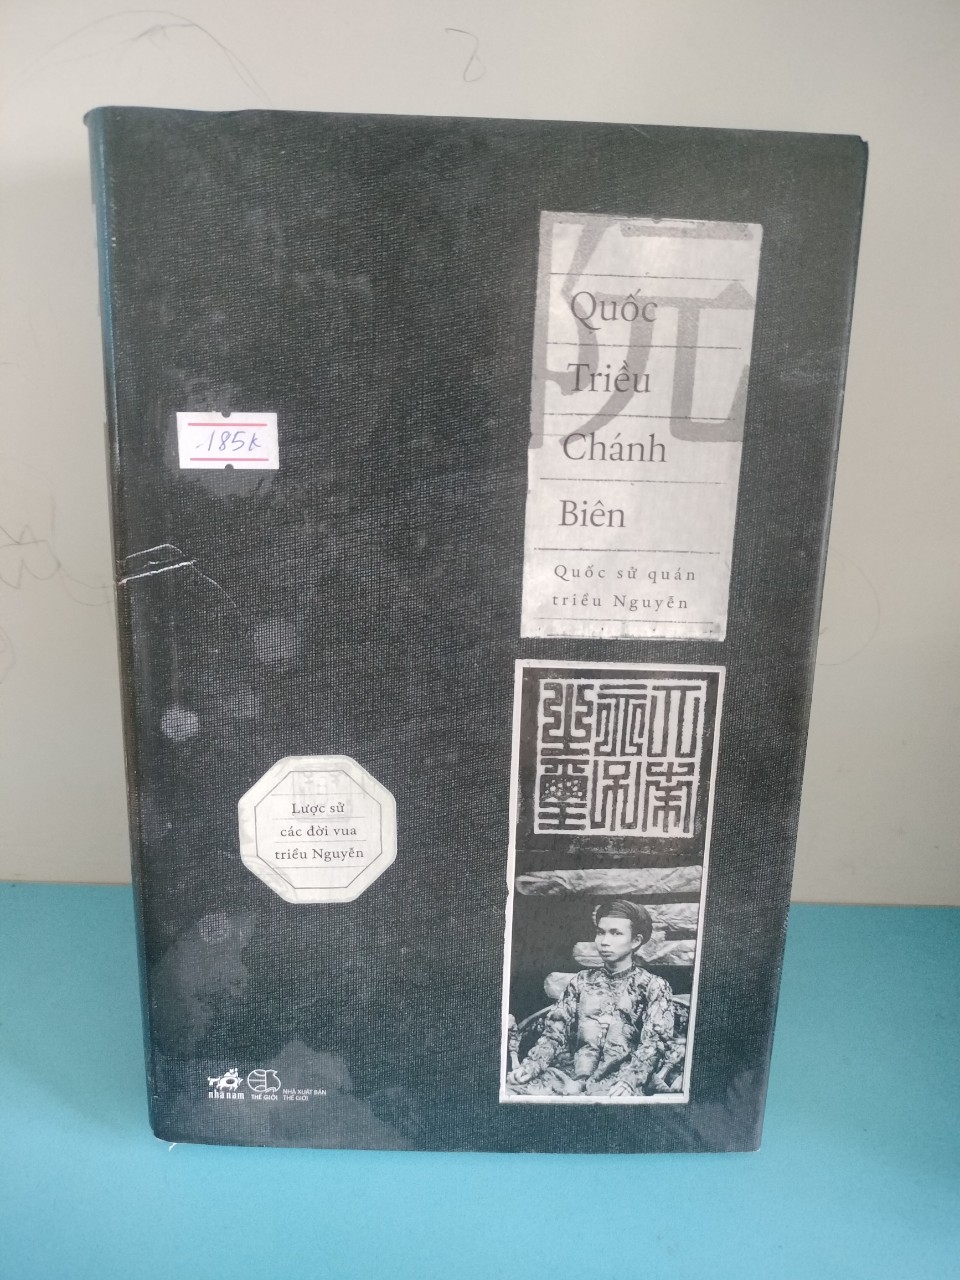 Quốc
Triều
Chánh
Biên
Quốc sử quán
triều Nguyễn
185k
Lược sử
các đời vua
triều Nguyễn
nhã nam
THẾ GIỚI
NHÀ XUẤT BẢN
THẾ GIỚI